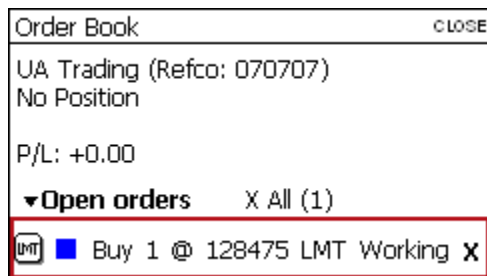 Order Book CLOSE
UA Trading (Refco: 070707)
No Position
P/L: +0.00
▾Open orders X All (1)
LMT Buy 1 @ 128475 LMT Working X